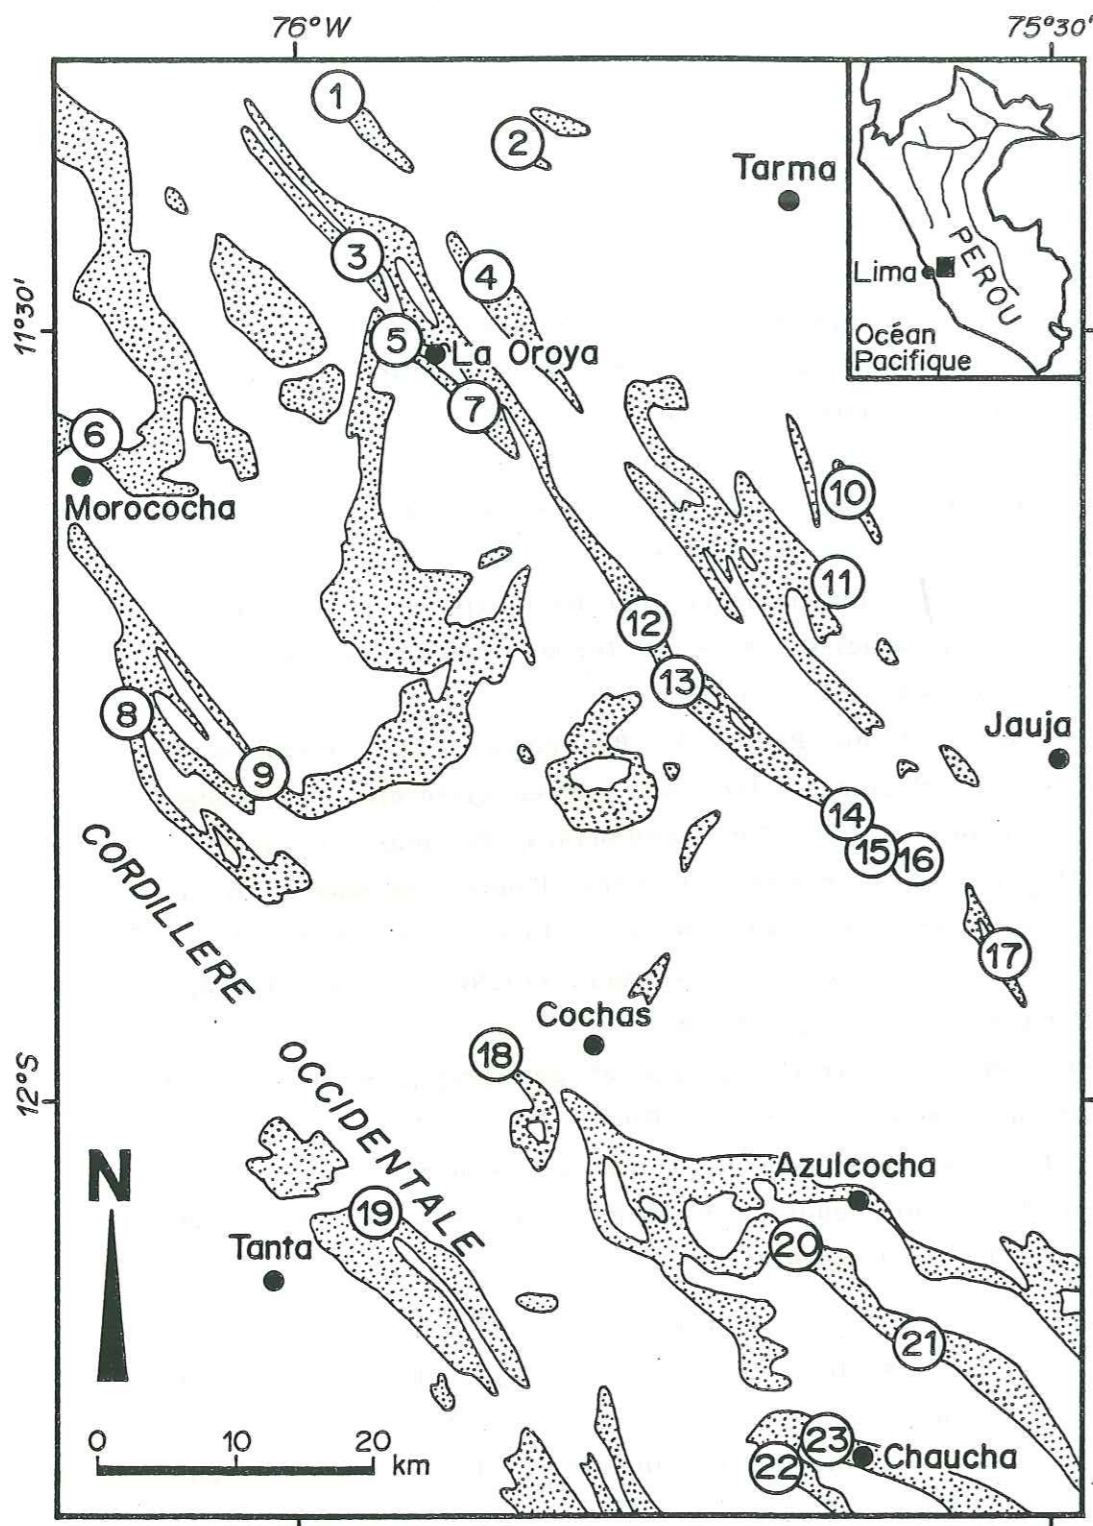 76°W
75°30'
1
2
Tarma
3
4
PEROU
Lima
Océan
Pacifique
11°30'
5
La Oroya
7
6
Morococha
10
11
12
13
8
9
Jauja
14
15
16
17
CORDILLERE
OCCIDENTALE
Cochas
18
12°S
N
Azulcocha
19
Tanta
20
21
23
Chaucha
22
0
10
20
km